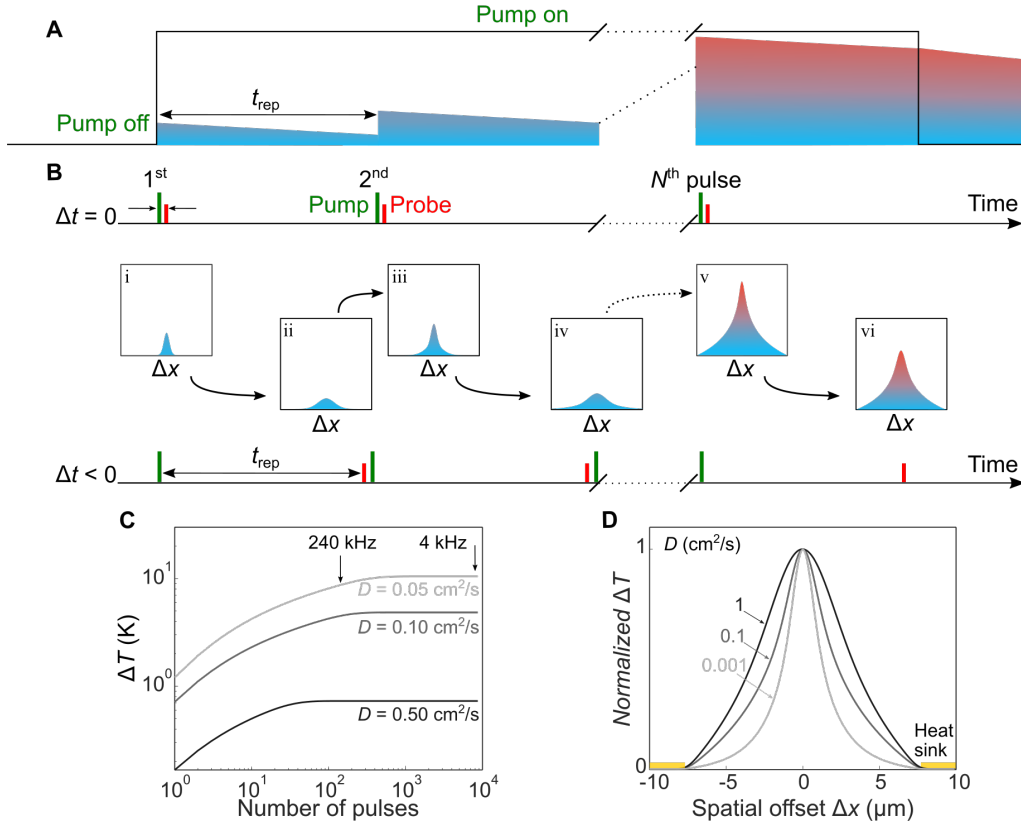 A
Pump on
t_rep
Pump off
B
1st
2nd
Nth pulse
Δt = 0
Pump
Probe
Time
i
ii
iii
iv
v
vi
Δx
Δx
Δx
Δx
Δx
Δx
Δt < 0
t_rep
Time
C
240 kHz
4 kHz
10^1
D = 0.05 cm²/s
D = 0.10 cm²/s
ΔT (K)
10^0
D = 0.50 cm²/s
10^0
10^1
10^2
10^3
10^4
Number of pulses
D
1
D (cm²/s)
Normalized ΔT
1
0.1
0.001
Heat
sink
0
-10
-5
0
5
10
Spatial offset Δx (μm)